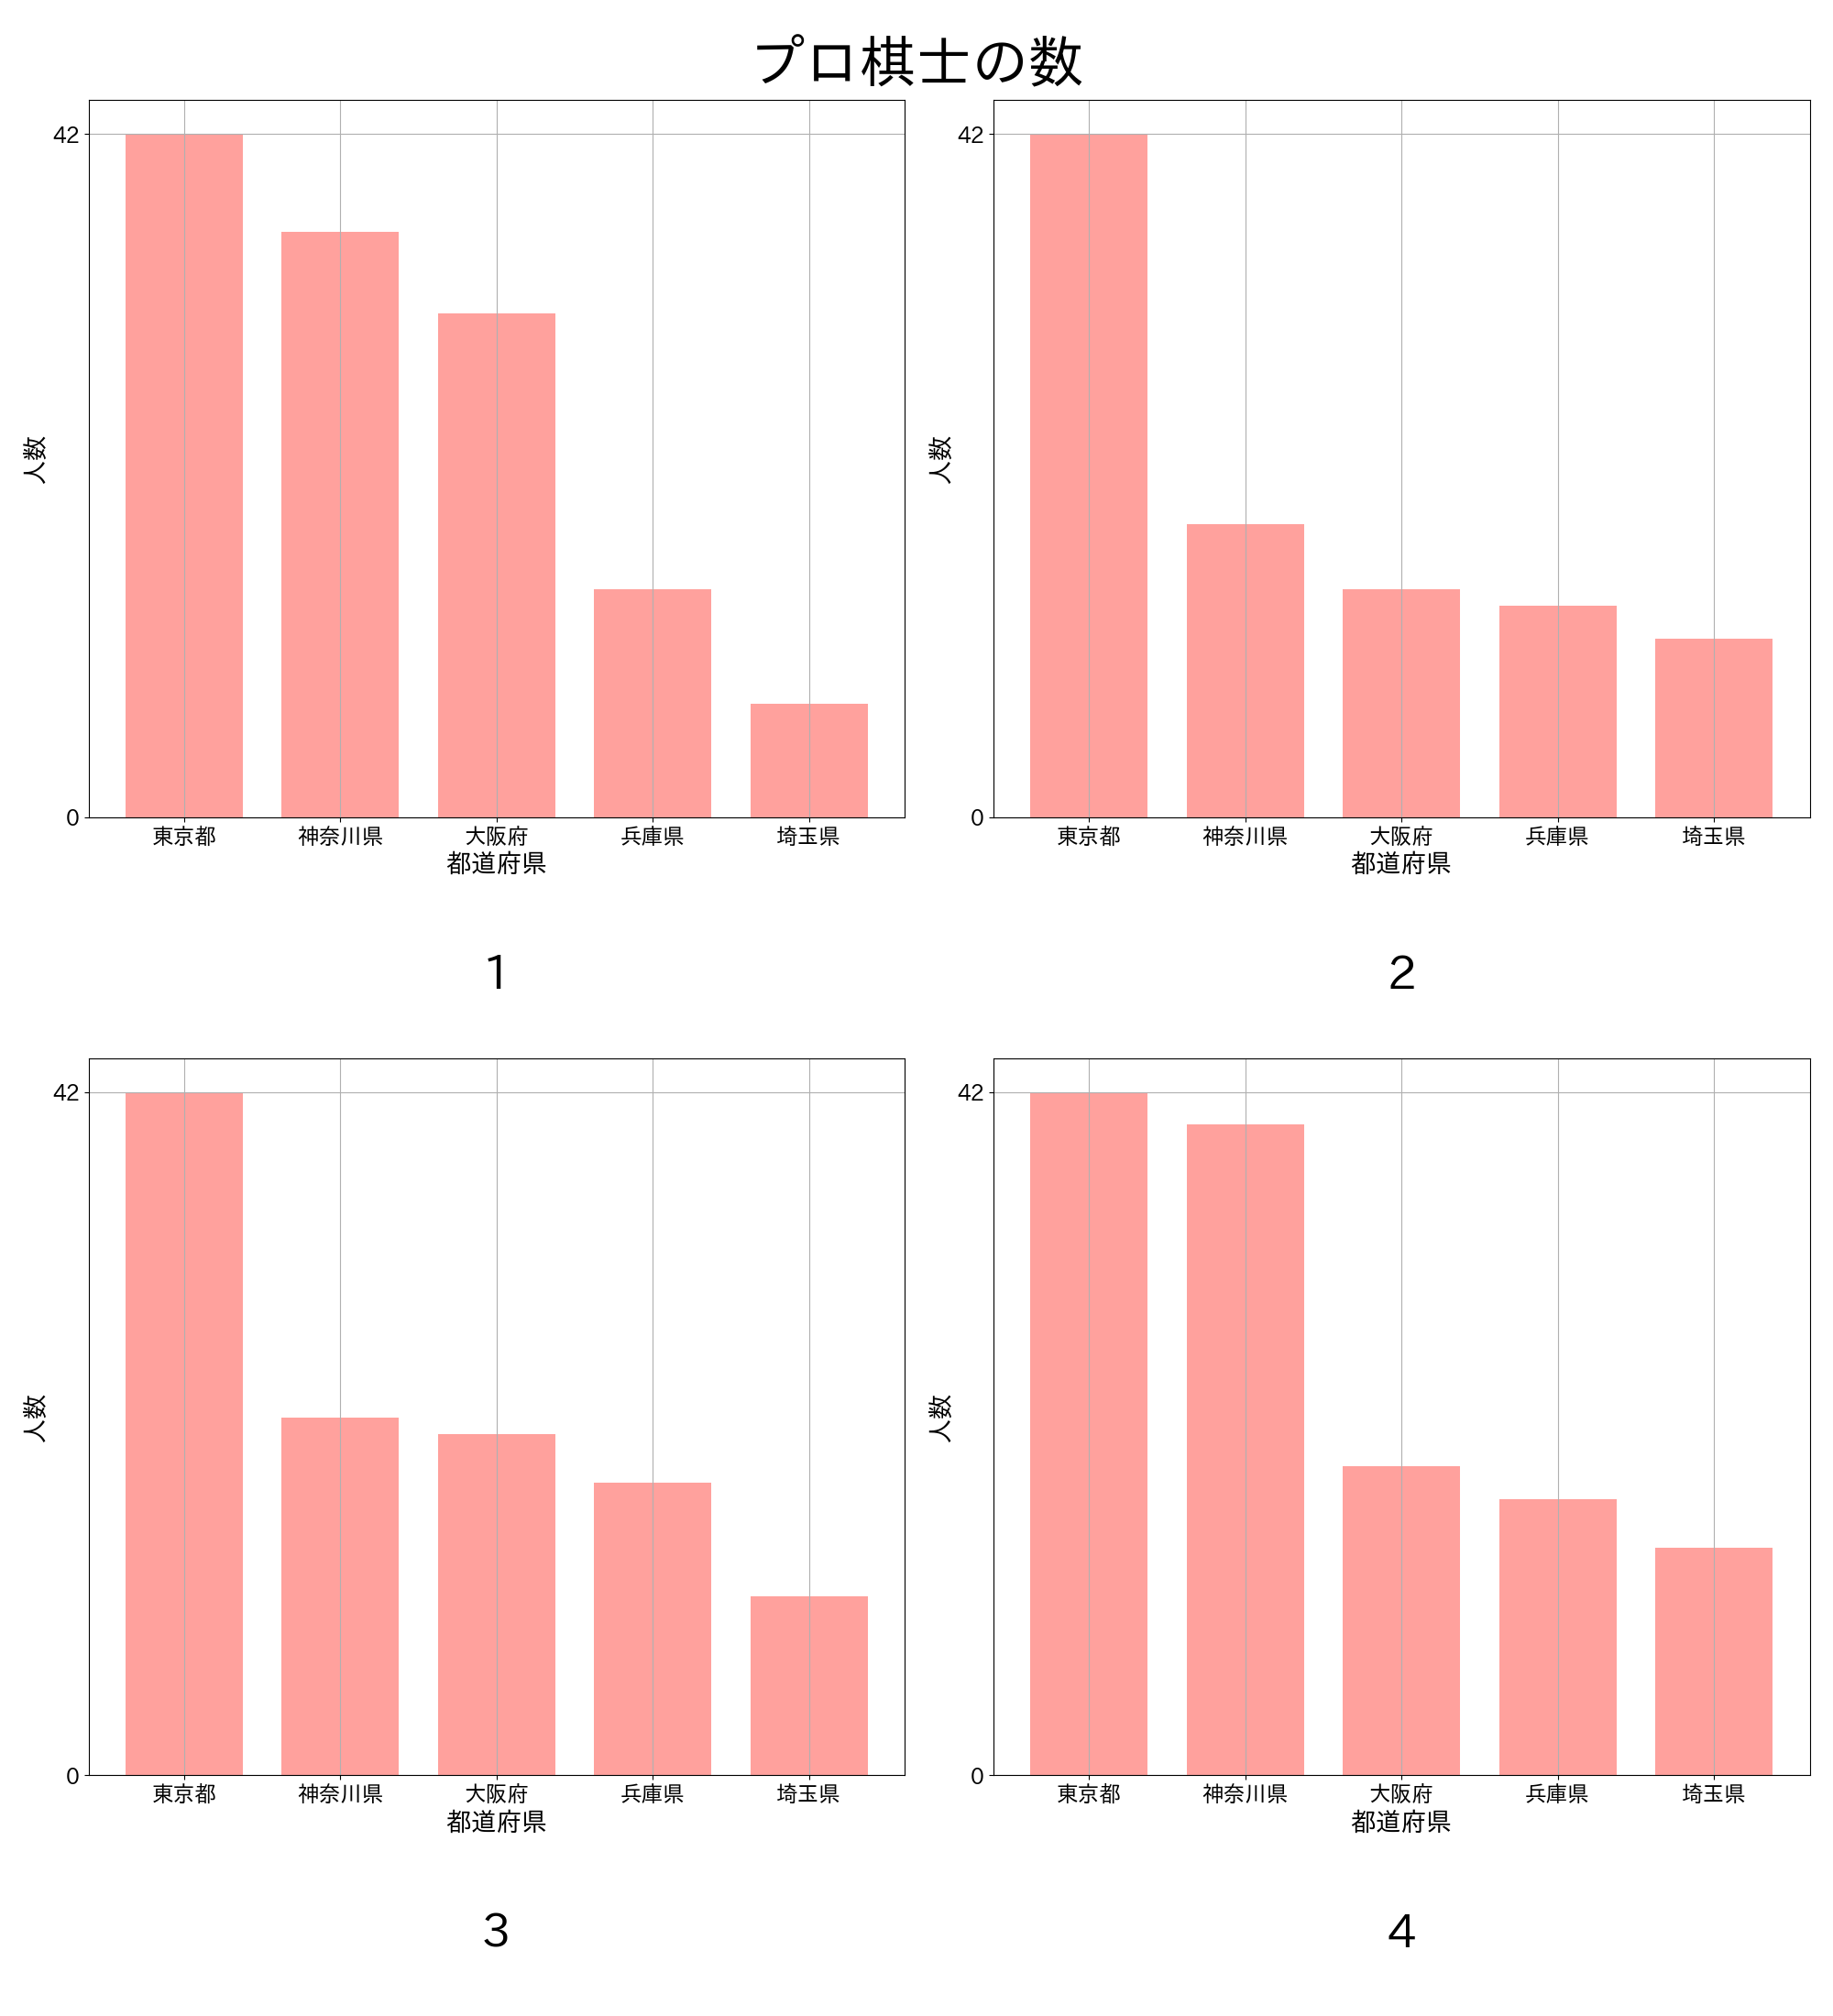 プロ棋士の数
42
0
人数
東京都 神奈川県 大阪府 兵庫県 埼玉県
都道府県
1
42
0
人数
東京都 神奈川県 大阪府 兵庫県 埼玉県
都道府県
2
42
0
人数
東京都 神奈川県 大阪府 兵庫県 埼玉県
都道府県
3
42
0
人数
東京都 神奈川県 大阪府 兵庫県 埼玉県
都道府県
4